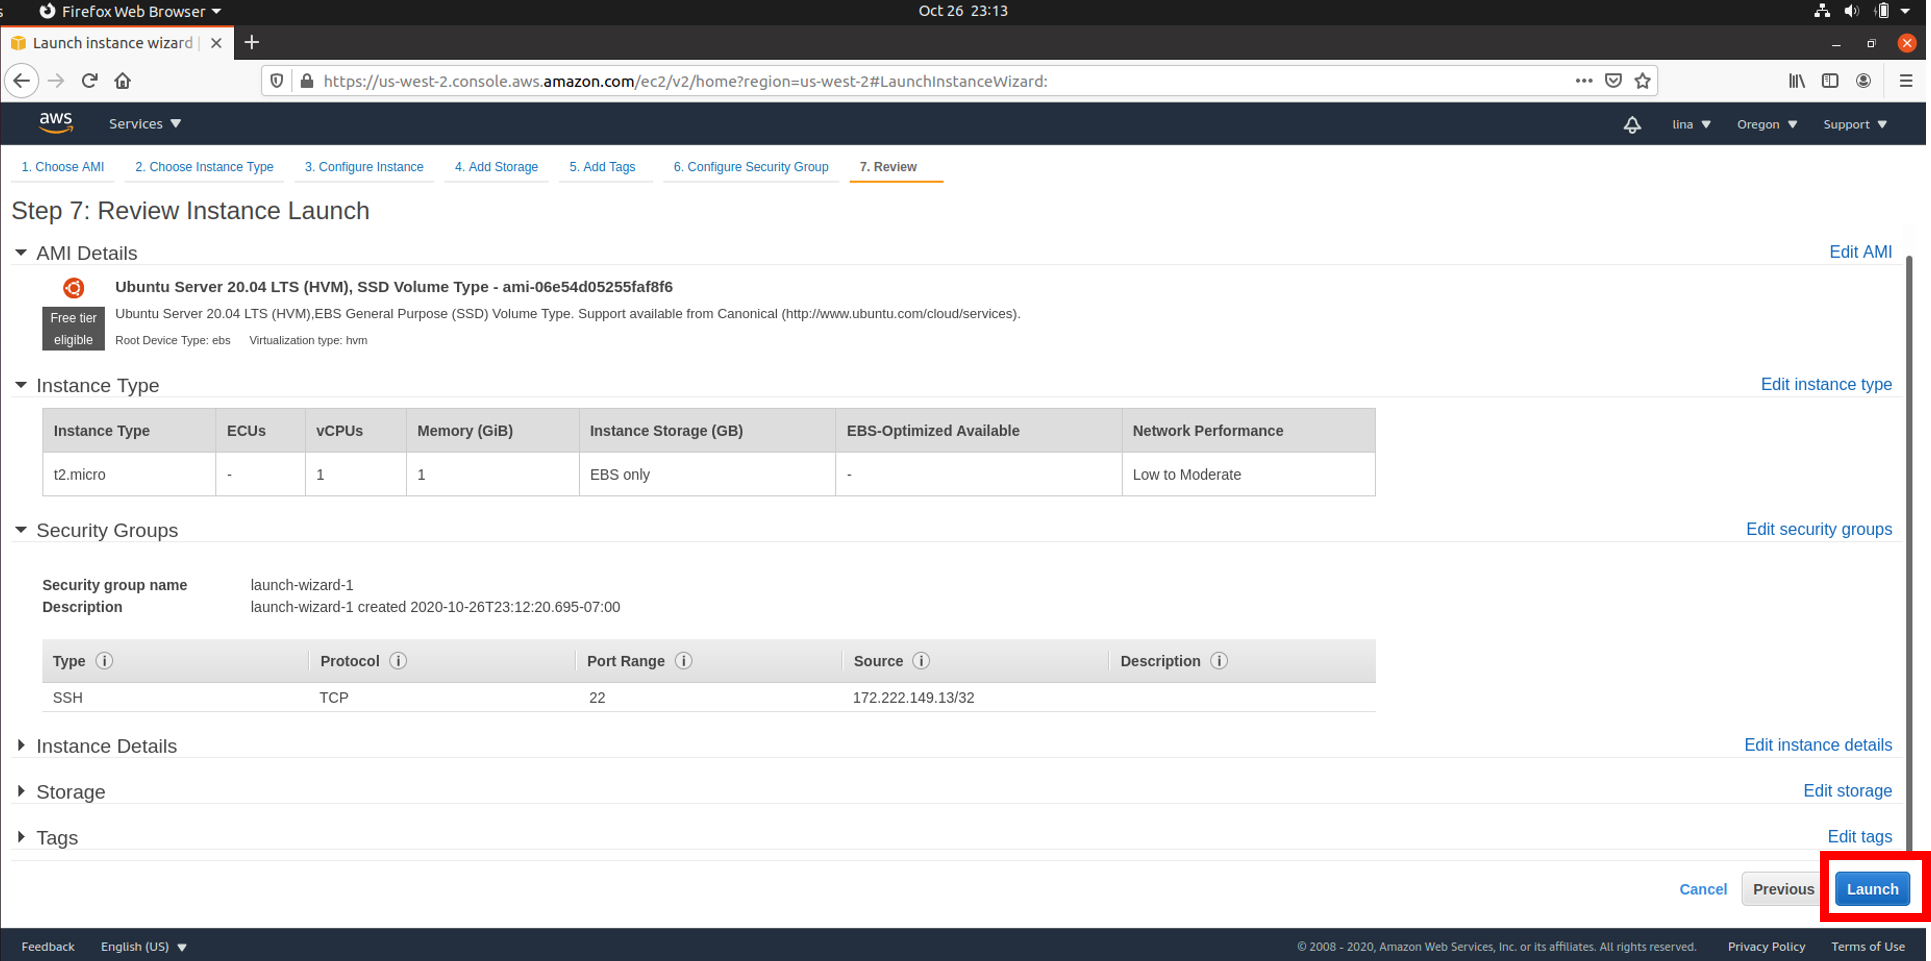 s Firefox Web Browser Oct 26 23:13
Launch instance wizard |
https://us-west-2.console.aws.amazon.com/ec2/v2/home?region=us-west-2#LaunchInstanceWizard:
aws Services lina Oregon Support
1. Choose AMI 2. Choose Instance Type 3. Configure Instance 4. Add Storage 5. Add Tags 6. Configure Security Group 7. Review
Step 7: Review Instance Launch
AMI Details Edit AMI
Ubuntu Server 20.04 LTS (HVM), SSD Volume Type - ami-06e54d05255faf8f6
Free tier eligible
Ubuntu Server 20.04 LTS (HVM),EBS General Purpose (SSD) Volume Type. Support available from Canonical (http://www.ubuntu.com/cloud/services).
Root Device Type: ebs Virtualization type: hvm
Instance Type Edit instance type
Instance Type ECUs vCPUs Memory (GiB) Instance Storage (GB) EBS-Optimized Available Network Performance
t2.micro - 1 1 EBS only - Low to Moderate
Security Groups Edit security groups
Security group name launch-wizard-1
Description launch-wizard-1 created 2020-10-26T23:12:20.695-07:00
Type i Protocol i Port Range i Source i Description i
SSH TCP 22 172.222.149.13/32
Instance Details Edit instance details
Storage Edit storage
Tags Edit tags
Cancel Previous Launch
Feedback English (US) © 2008 - 2020, Amazon Web Services, Inc. or its affiliates. All rights reserved. Privacy Policy Terms of Use